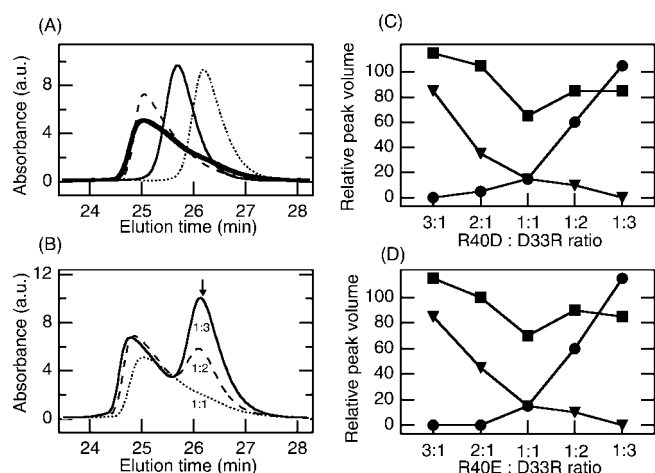 (A)
Absorbance (a.u.)
8
4
0
24 25 26 27 28
Elution time (min)
(B)
Absorbance (a.u.)
12
8
4
0
1:3
1:2
1:1
24 25 26 27 28
Elution time (min)
(C)
Relative peak volume
100
80
60
40
20
0
3:1 2:1 1:1 1:2 1:3
R40D : D33R ratio
(D)
Relative peak volume
100
80
60
40
20
0
3:1 2:1 1:1 1:2 1:3
R40E : D33R ratio